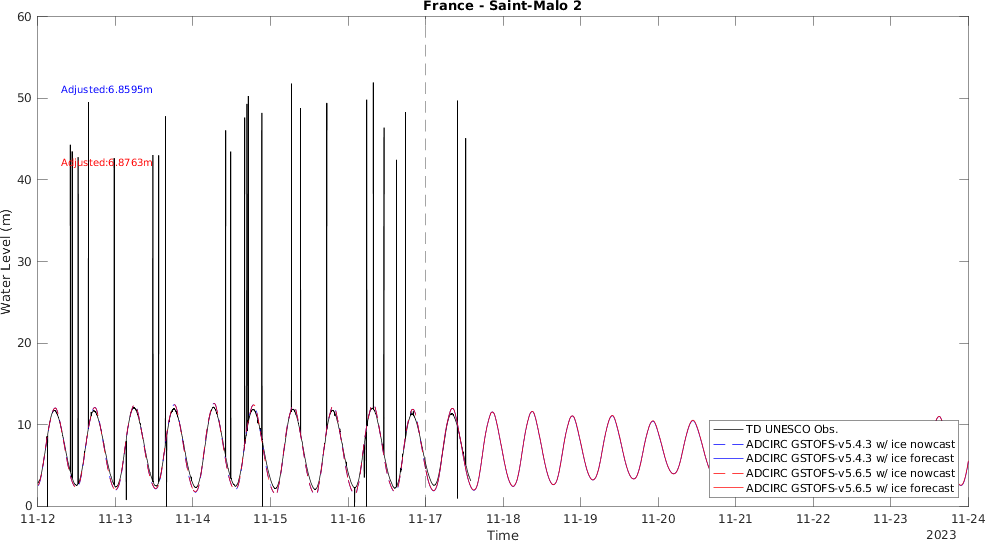 France - Saint-Malo 2
60
50
40
30
20
10
0
Water Level (m)
Adjusted:6.8595m
Adjusted:6.8763m
TD UNESCO Obs.
ADCIRC GSTOFS-v5.4.3 w/ ice nowcast
ADCIRC GSTOFS-v5.4.3 w/ ice forecast
ADCIRC GSTOFS-v5.6.5 w/ ice nowcast
ADCIRC GSTOFS-v5.6.5 w/ ice forecast
11-12 11-13 11-14 11-15 11-16 11-17 11-18 11-19 11-20 11-21 11-22 11-23 11-24
Time
2023